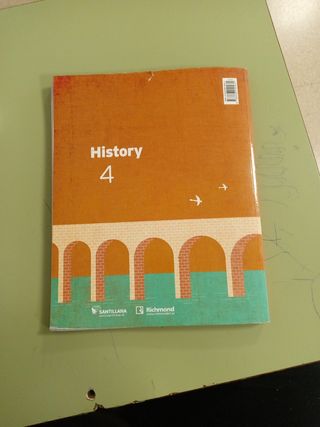 History
4
SANTILLANA
Richmond